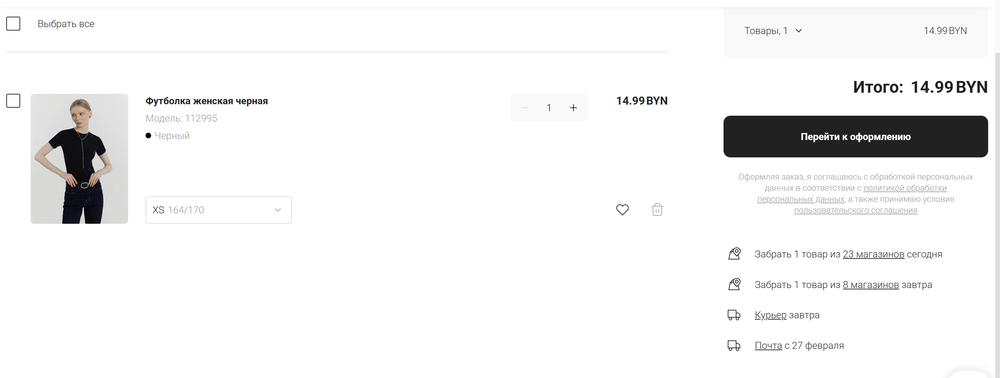 Выбрать все
Футболка женская черная
Модель: 112995
Черный
1
14.99 BYN
XS 164/170
Товары, 1
14.99 BYN
Итого: 14.99 BYN
Перейти к оформлению
Оформляя заказ, я соглашаюсь с обработкой персональных
данных в соответствии с политикой обработки
персональных данных, а также принимаю условия
пользовательского соглашения
Забрать 1 товар из 23 магазинов сегодня
Забрать 1 товар из 8 магазинов завтра
Курьер завтра
Почта с 27 февраля